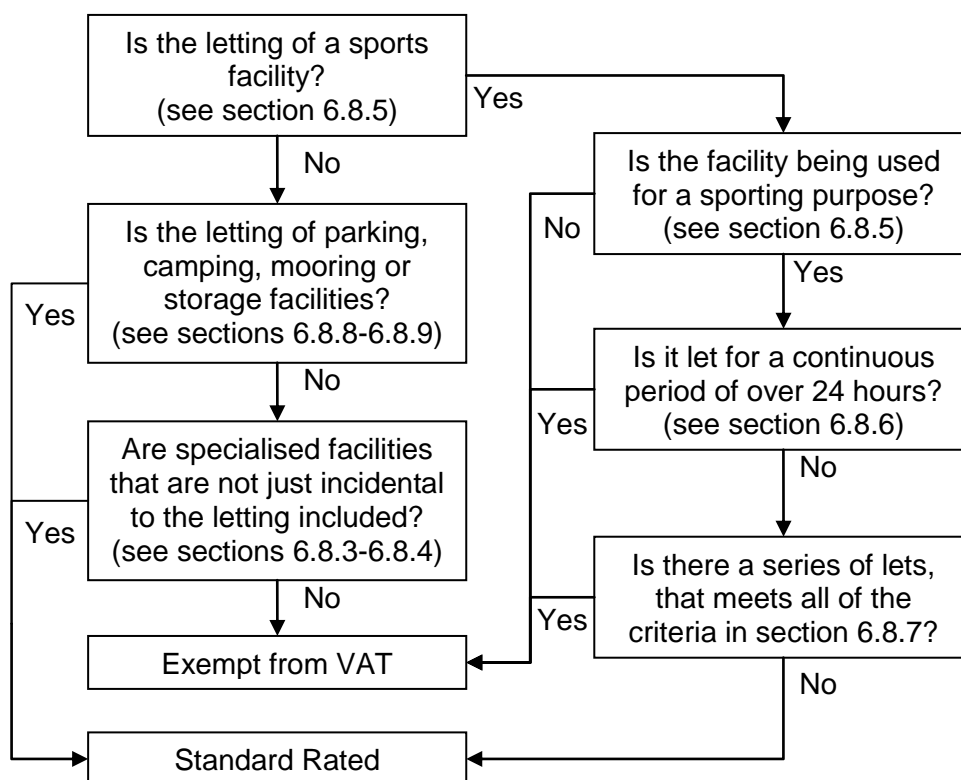 Is the letting of a sports
facility?
(see section 6.8.5)
Yes
No
Is the facility being used
for a sporting purpose?
(see section 6.8.5)
No
Yes
Is the letting of parking,
camping, mooring or
storage facilities?
(see sections 6.8.8-6.8.9)
Yes
No
Is it let for a continuous
period of over 24 hours?
(see section 6.8.6)
Yes
No
Are specialised facilities
that are not just incidental
to the letting included?
(see sections 6.8.3-6.8.4)
Yes
No
Is there a series of lets,
that meets all of the
criteria in section 6.8.7?
Yes
No
Exempt from VAT
Standard Rated